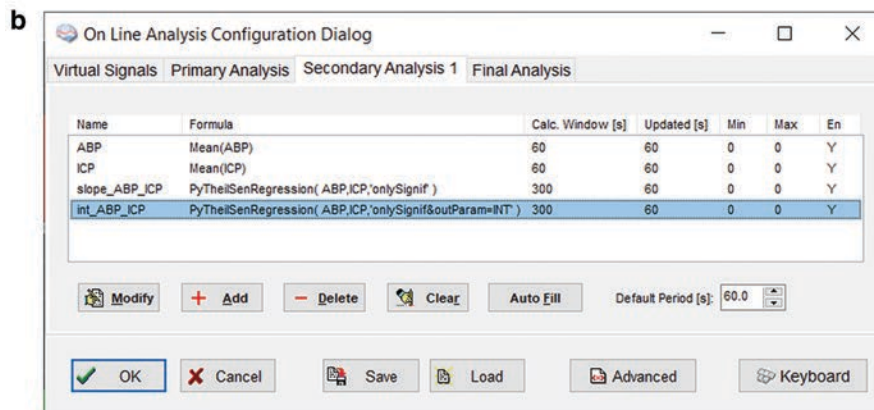 b
On Line Analysis Configuration Dialog
Virtual Signals Primary Analysis Secondary Analysis 1 Final Analysis
Name Formula Calc. Window [s] Updated [s] Min Max En
ABP Mean(ABP) 60 60 0 0 Y
ICP Mean(ICP) 60 60 0 0 Y
slope_ABP_ICP PyTheilSenRegression( ABP,ICP,'onlySignif' ) 300 60 0 0 Y
int_ABP_ICP PyTheilSenRegression( ABP,ICP,'onlySignif&outParam=INT' ) 300 60 0 0 Y
Modify Add Delete Clear Auto Fill Default Period [s]: 60.0
OK Cancel Save Load Advanced Keyboard